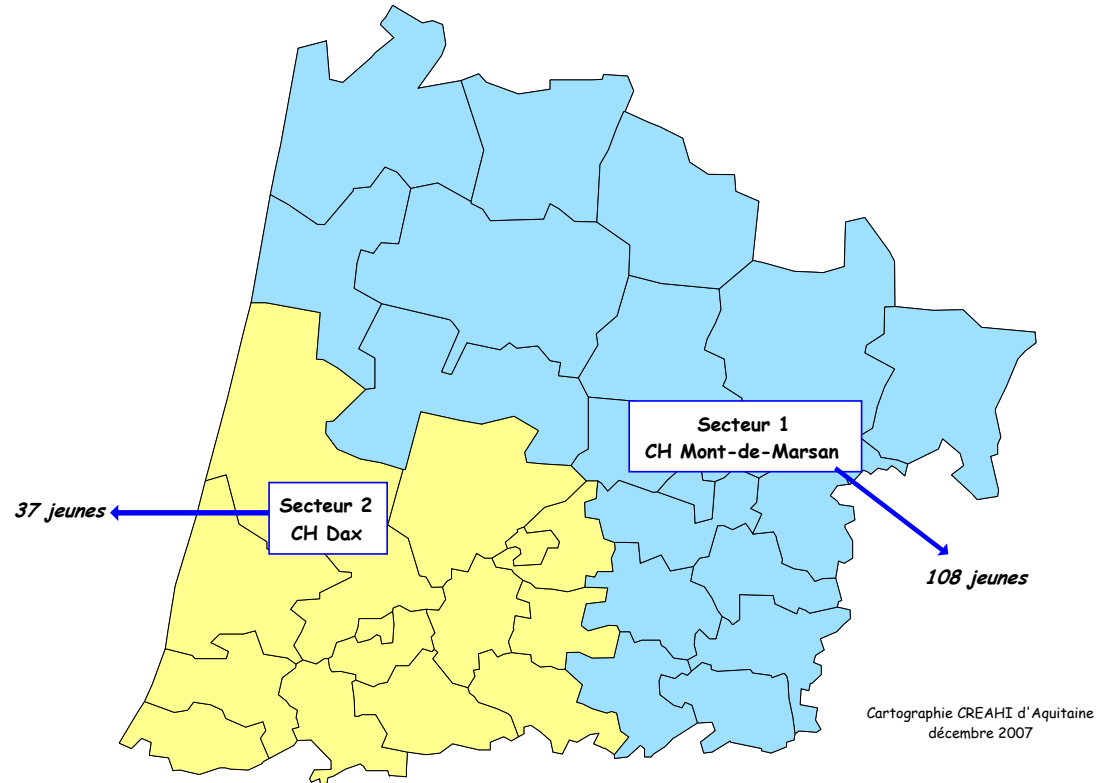 Secteur 1
CH Mont-de-Marsan
37 jeunes
Secteur 2
CH Dax
108 jeunes
Cartographie CREAHI d'Aquitaine
décembre 2007